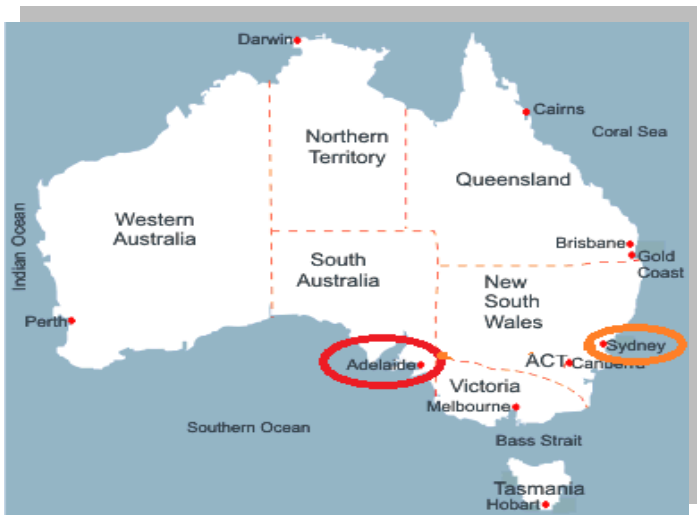 Darwin
Cairns
Coral Sea
Northern
Territory
Queensland
Western
Australia
Indian Ocean
South
Australia
Brisbane
Gold
Coast
New
South
Wales
Perth
Sydney
Adelaide
ACT
Canberra
Victoria
Melbourne
Southern Ocean
Bass Strait
Tasmania
Hobart